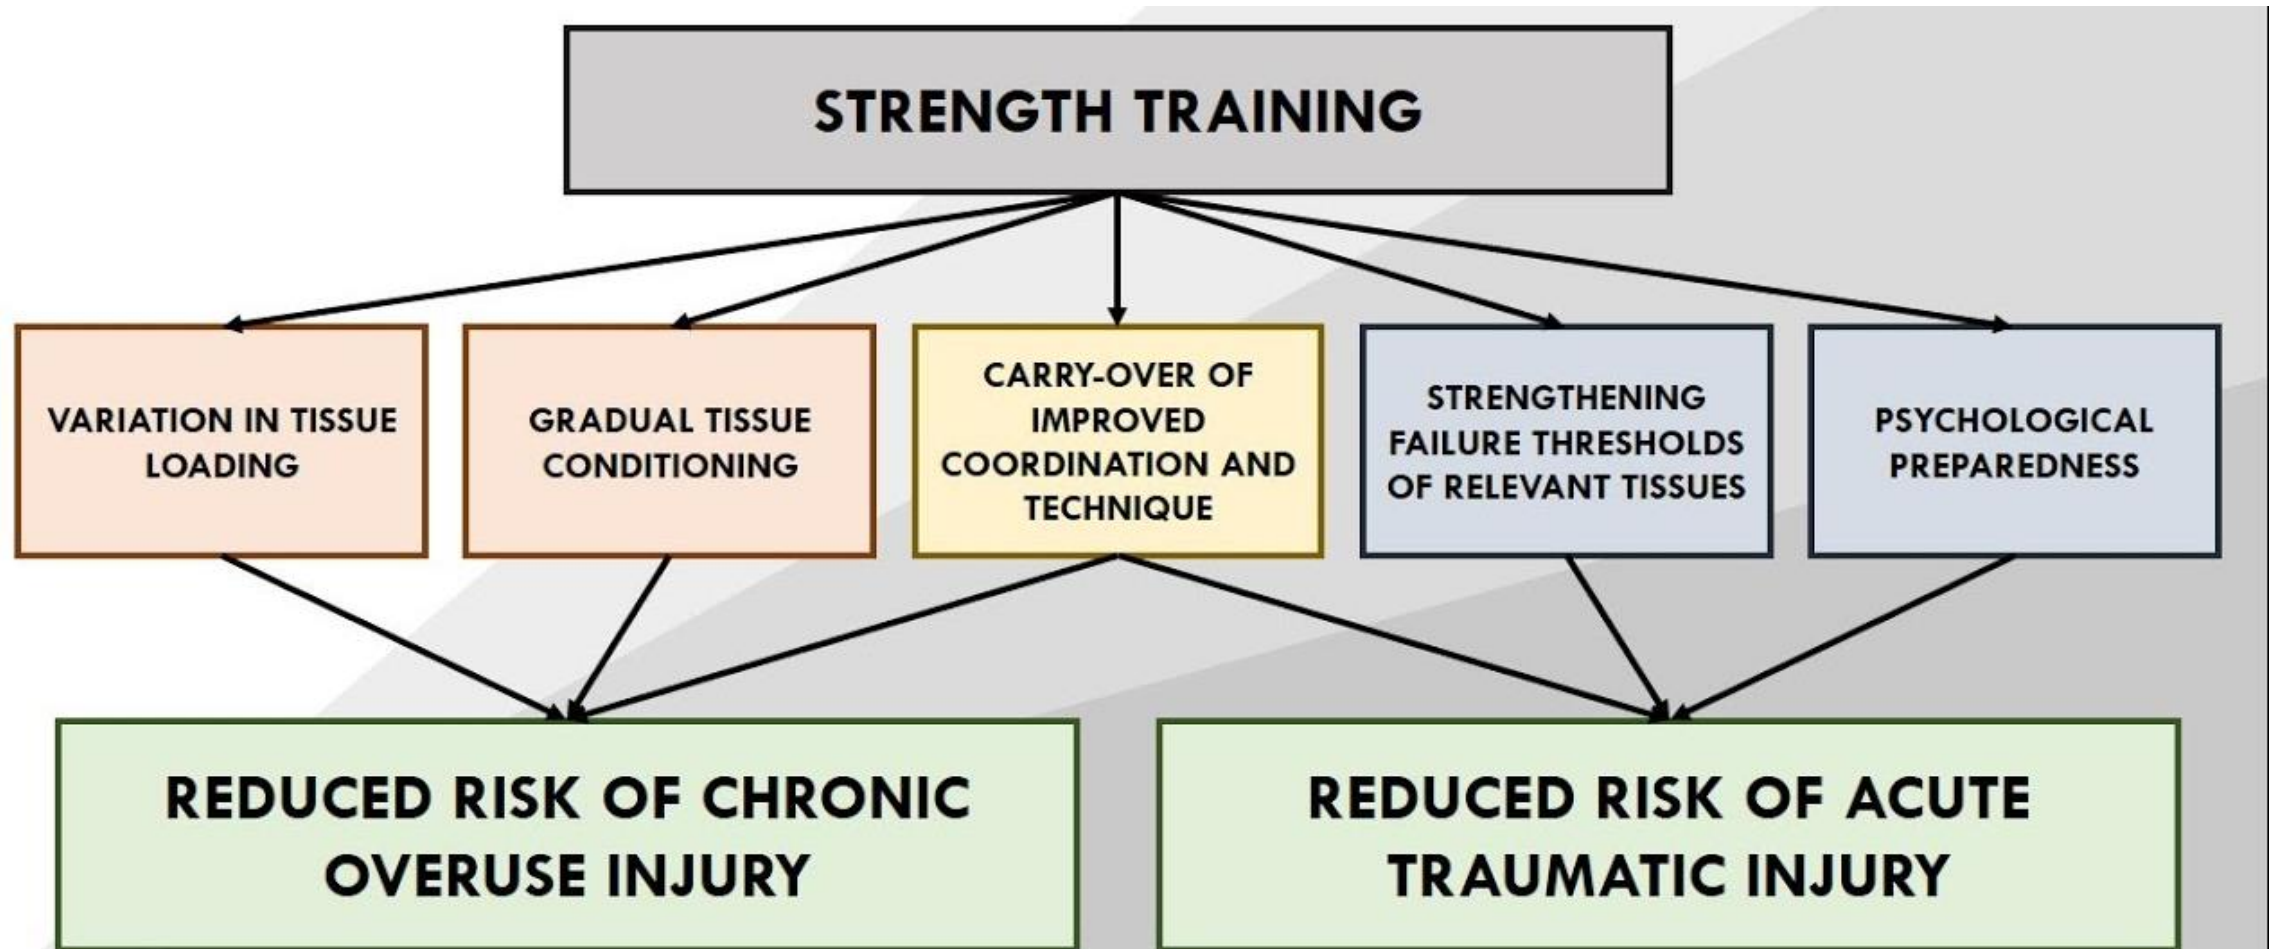 STRENGTH TRAINING
VARIATION IN TISSUE
LOADING
GRADUAL TISSUE
CONDITIONING
CARRY-OVER OF
IMPROVED
COORDINATION AND
TECHNIQUE
STRENGTHENING
FAILURE THRESHOLDS
OF RELEVANT TISSUES
PSYCHOLOGICAL
PREPAREDNESS
REDUCED RISK OF CHRONIC
OVERUSE INJURY
REDUCED RISK OF ACUTE
TRAUMATIC INJURY